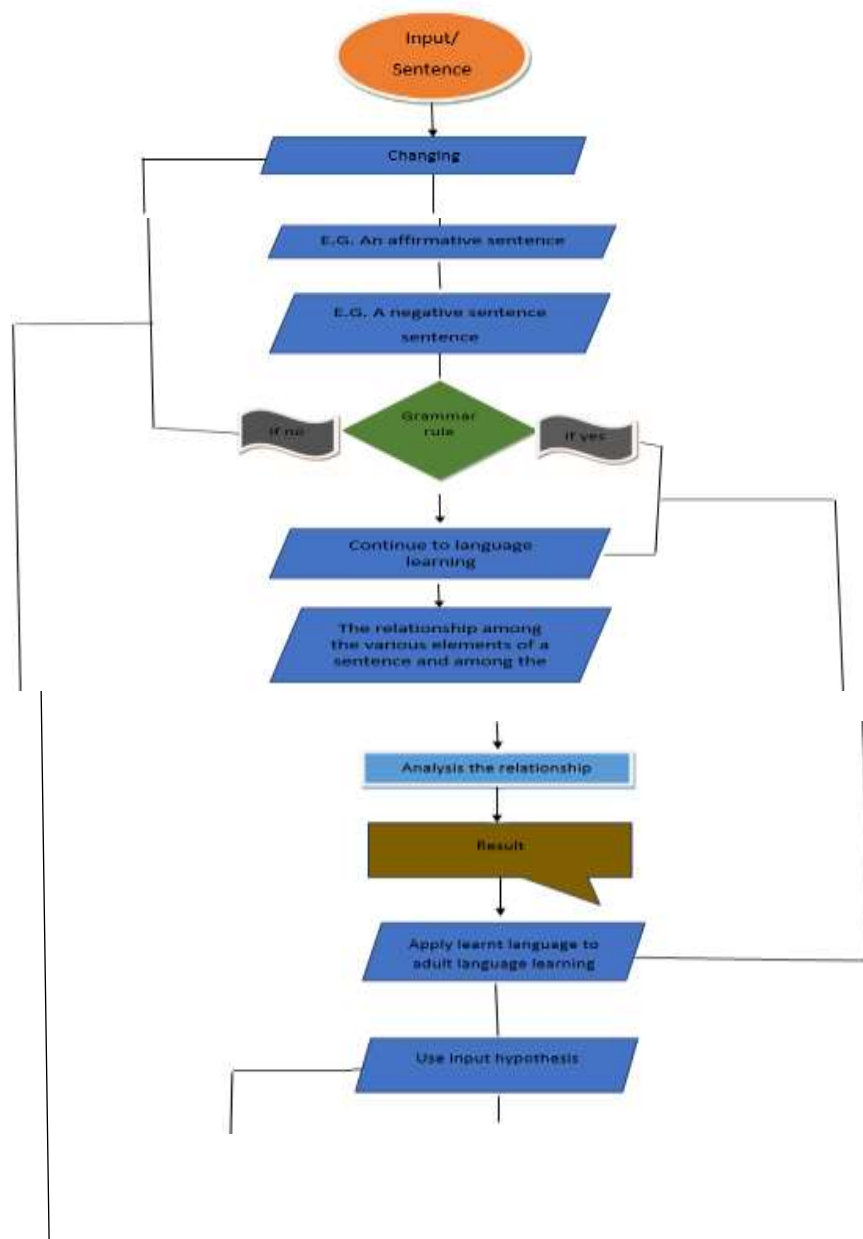 Input/
Sentence
Changing
E.G. An affirmative sentence
E.G. A negative sentence
sentence
Grammar
rule
if no
If yes
Continue to language
learning
The relationship among
the various elements of a
sentence and among the
Analysis the relationship
Result
Apply learnt language to
adult language learning
Use Input hypothesis